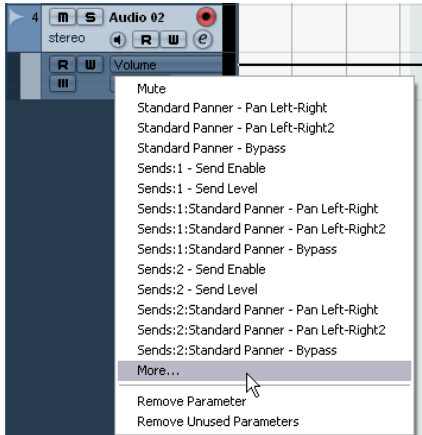 4 m S Audio 02
stereo R W e
R W Volume
Mute
Standard Panner - Pan Left-Right
Standard Panner - Pan Left-Right2
Standard Panner - Bypass
Sends:1 - Send Enable
Sends:1 - Send Level
Sends:1:Standard Panner - Pan Left-Right
Sends:1:Standard Panner - Pan Left-Right2
Sends:1:Standard Panner - Bypass
Sends:2 - Send Enable
Sends:2 - Send Level
Sends:2:Standard Panner - Pan Left-Right
Sends:2:Standard Panner - Pan Left-Right2
Sends:2:Standard Panner - Bypass
More...
Remove Parameter
Remove Unused Parameters